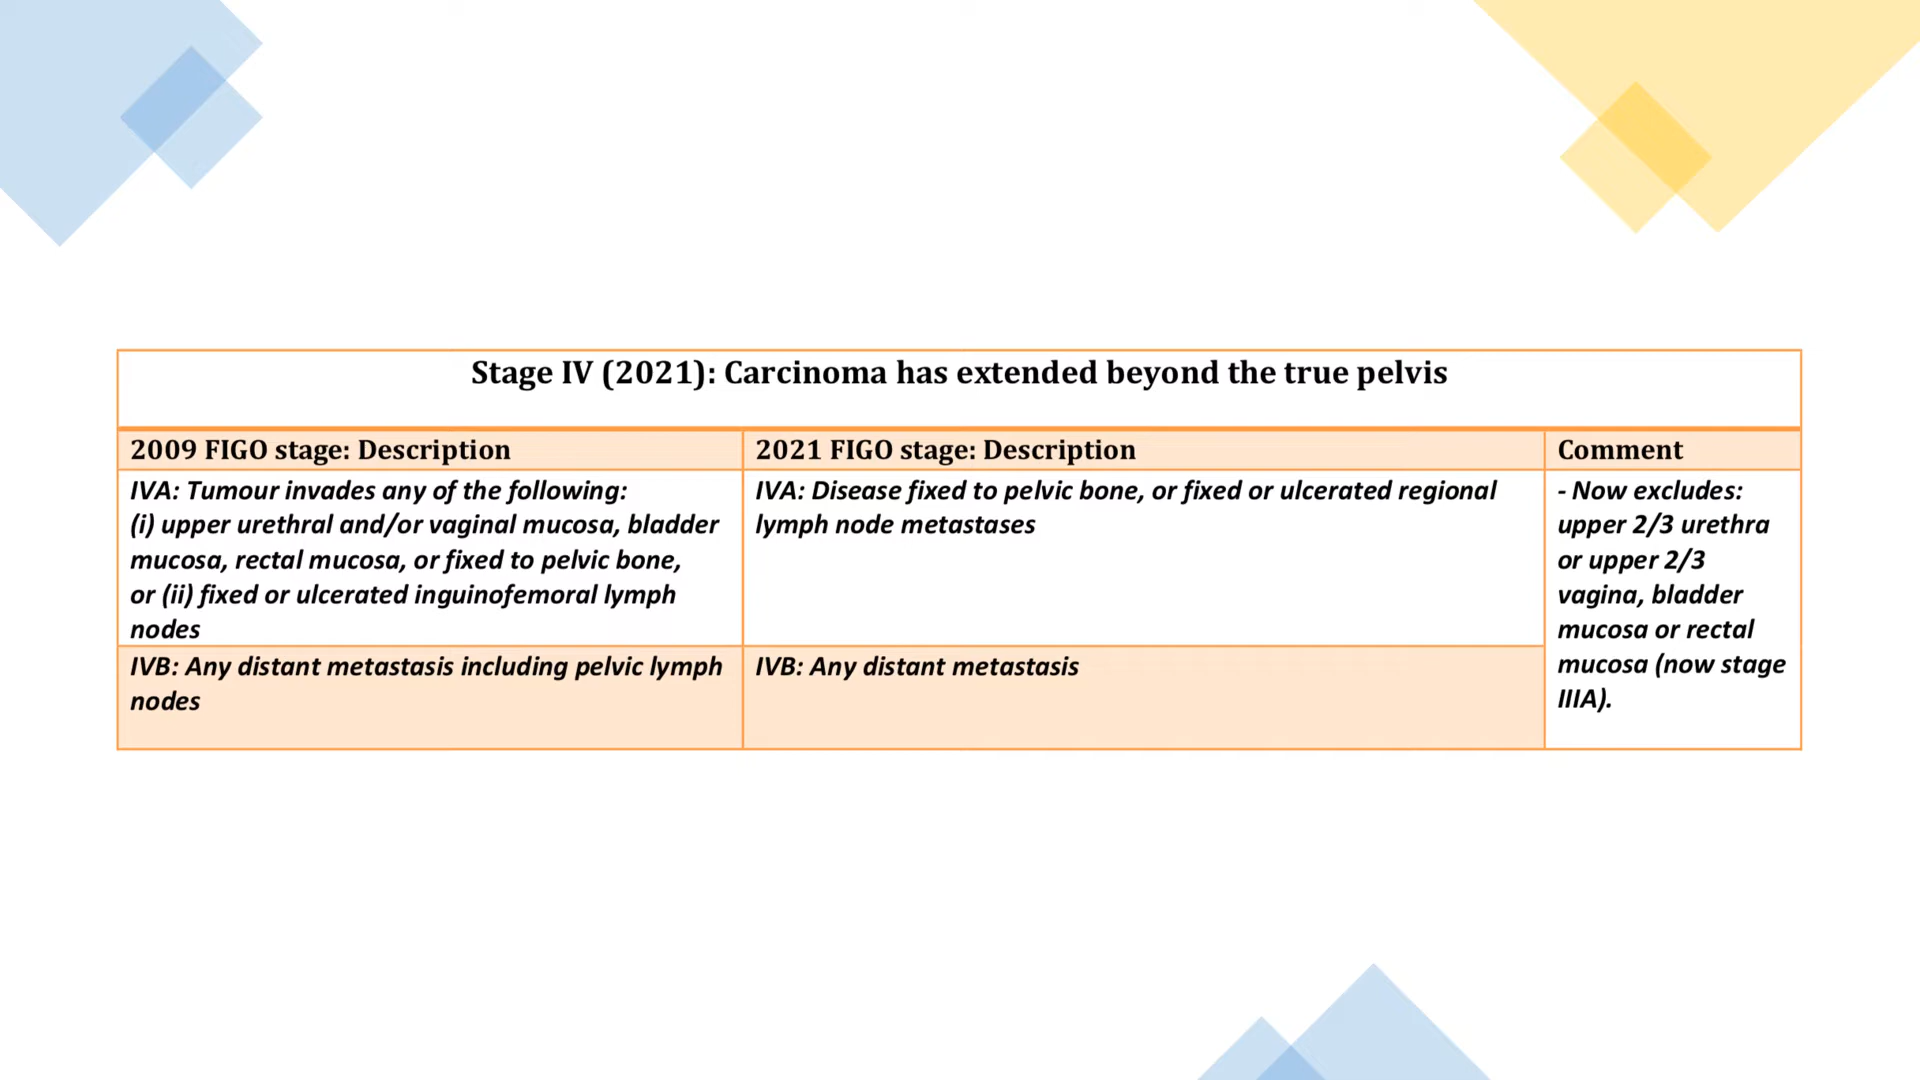 Stage IV (2021): Carcinoma has extended beyond the true pelvis
2009 FIGO stage: Description
2021 FIGO stage: Description
Comment
IVA: Tumour invades any of the following:
(i) upper urethral and/or vaginal mucosa, bladder
mucosa, rectal mucosa, or fixed to pelvic bone,
or (ii) fixed or ulcerated inguinofemoral lymph
nodes
IVA: Disease fixed to pelvic bone, or fixed or ulcerated regional
lymph node metastases
- Now excludes:
upper 2/3 urethra
or upper 2/3
vagina, bladder
mucosa or rectal
mucosa (now stage
IIIA).
IVB: Any distant metastasis including pelvic lymph
nodes
IVB: Any distant metastasis